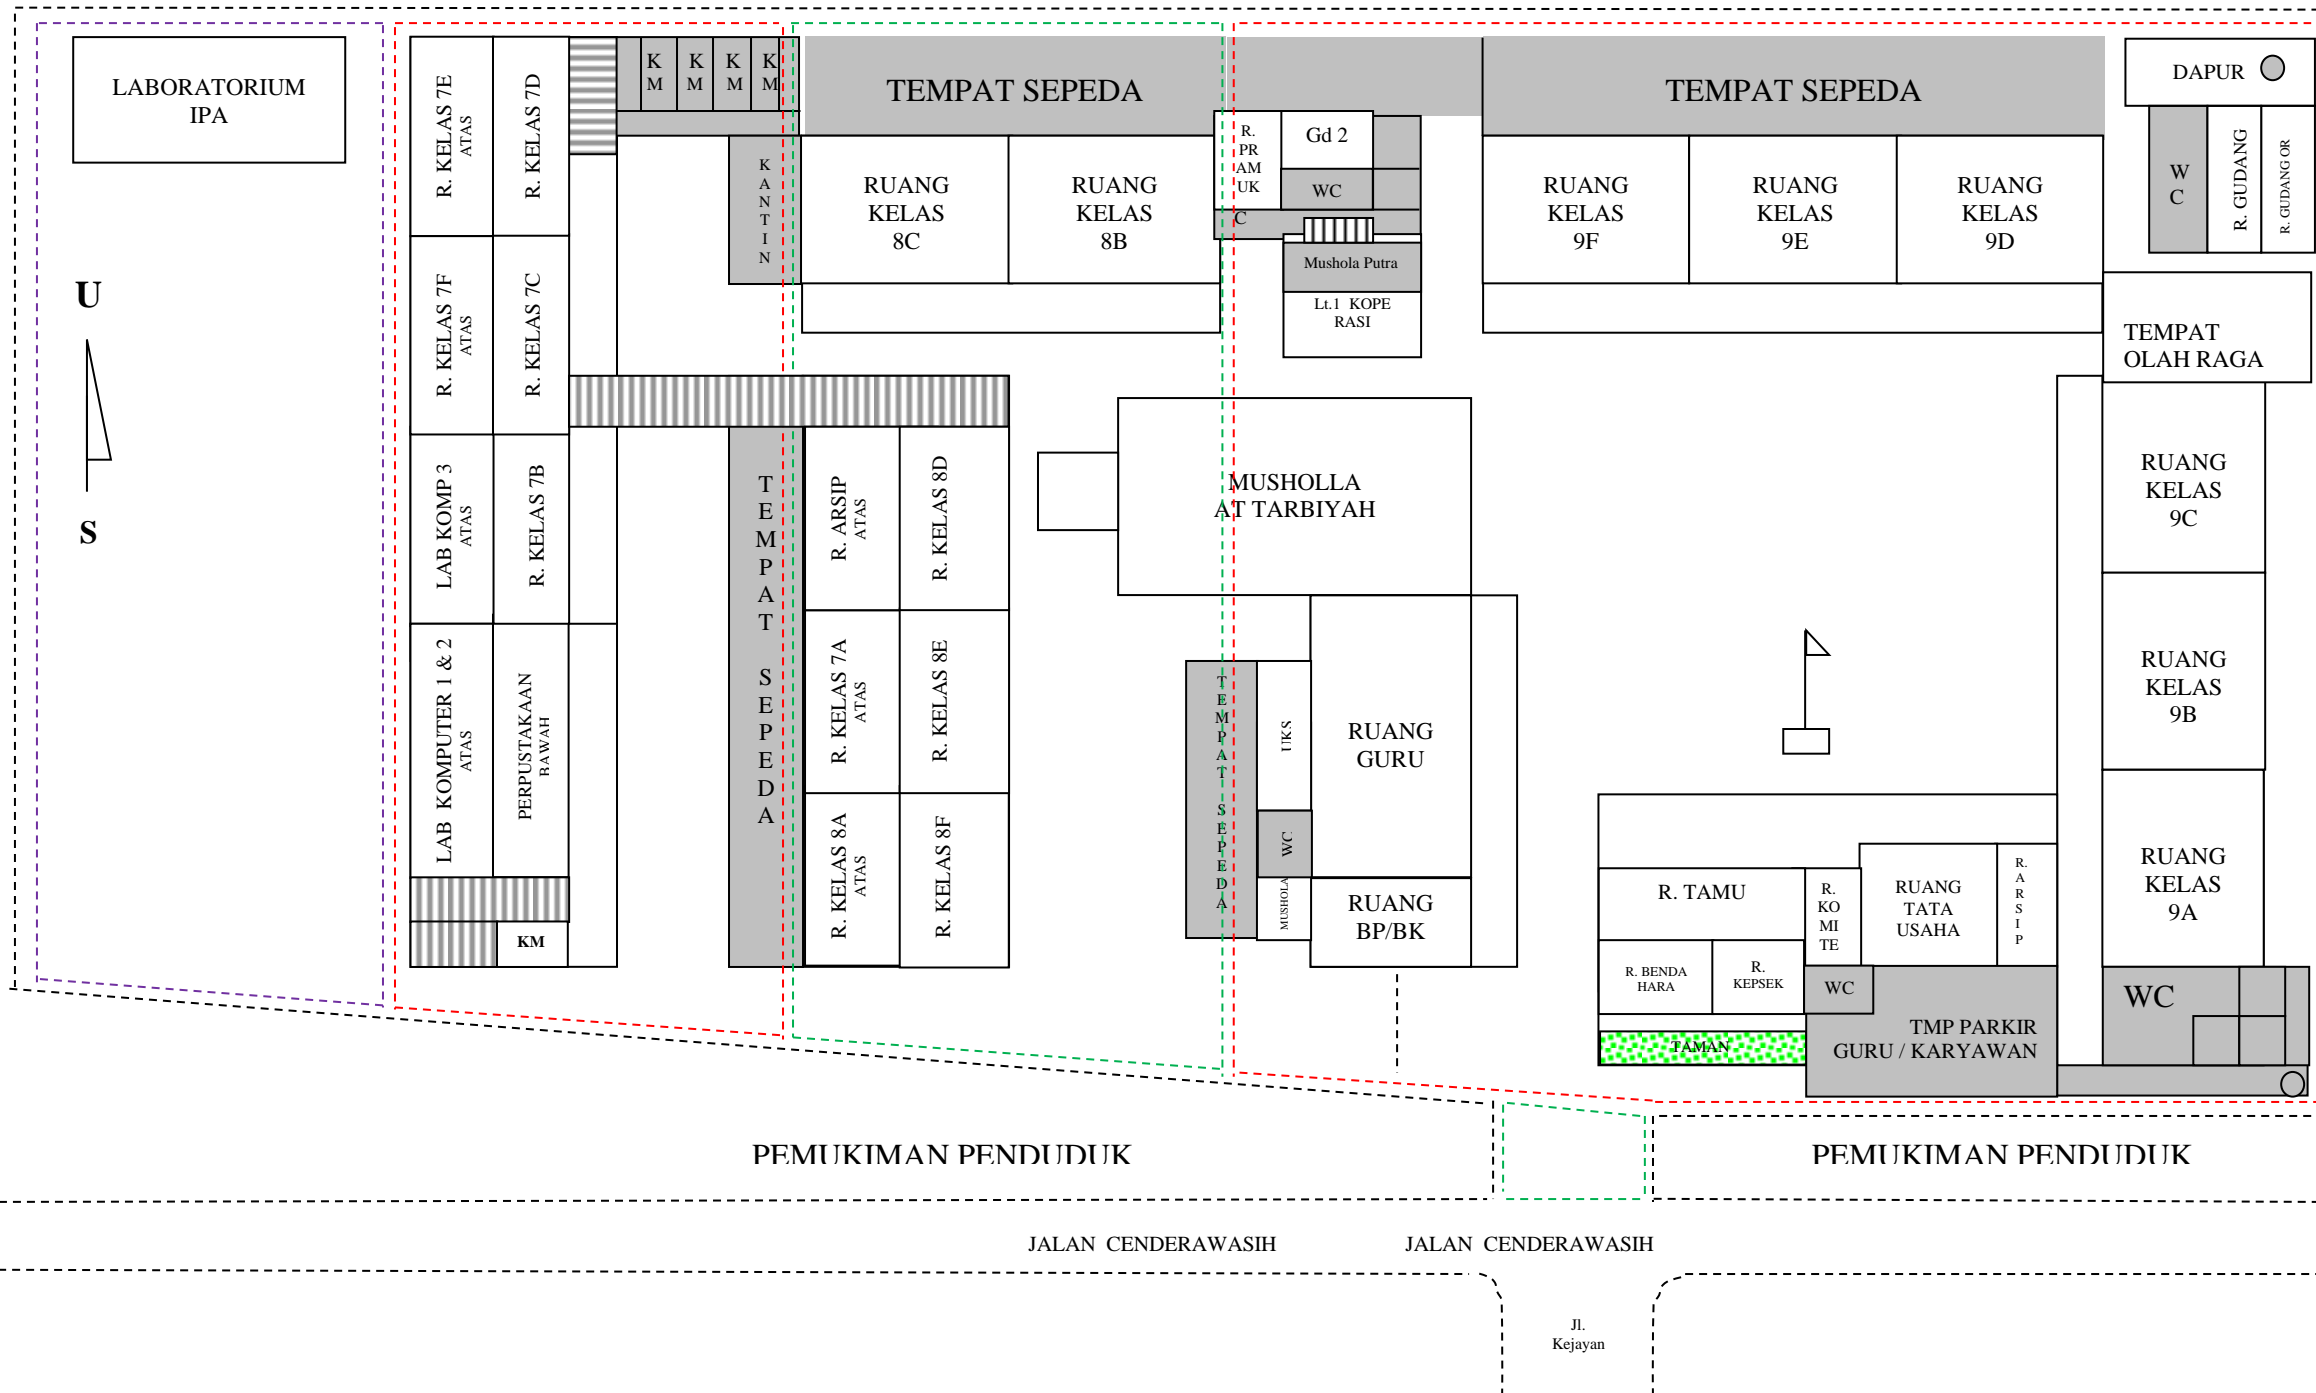 LABORATORIUM
IPA
U
S
R. KELAS 7E
ATAS
R. KELAS 7D
R. KELAS 7F
ATAS
R. KELAS 7C
LAB KOMP 3
ATAS
R. KELAS 7B
LAB KOMPUTER 1 & 2
ATAS
PERPUSTAKAAN
BAWAH
KM
K
M
K
M
K
M
K
M
K
A
N
T
I
N
TEMPAT SEPEDA
RUANG
KELAS
8C
RUANG
KELAS
8B
R.
PR
AM
UK
C
Gd 2
WC
Mushola Putra
Lt.1 KOPE
RASI
TEMPAT SEPEDA
RUANG
KELAS
9F
RUANG
KELAS
9E
RUANG
KELAS
9D
DAPUR
W
C
R. GUDANG
R. GUDANG OR
TEMPAT
OLAH RAGA
T
E
M
P
A
T
S
E
P
E
D
A
R. ARSIP
ATAS
R. KELAS 8D
R. KELAS 7A
ATAS
R. KELAS 8E
R. KELAS 8A
ATAS
R. KELAS 8F
MUSHOLLA
AT TARBIYAH
T
E
M
P
A
T
S
E
P
E
D
A
UKS
WC
MUSHOLA
RUANG
GURU
RUANG
BP/BK
RUANG
KELAS
9C
RUANG
KELAS
9B
RUANG
KELAS
9A
R. TAMU
R.
KO
MI
TE
RUANG
TATA
USAHA
R.
A
R
S
I
P
R. BENDA
HARA
R.
KEPSEK
WC
TAMAN
TMP PARKIR
GURU / KARYAWAN
WC
PEMUKIMAN PENDUDUK
PEMUKIMAN PENDUDUK
JALAN CENDERAWASIH
JALAN CENDERAWASIH
Jl.
Kejayan